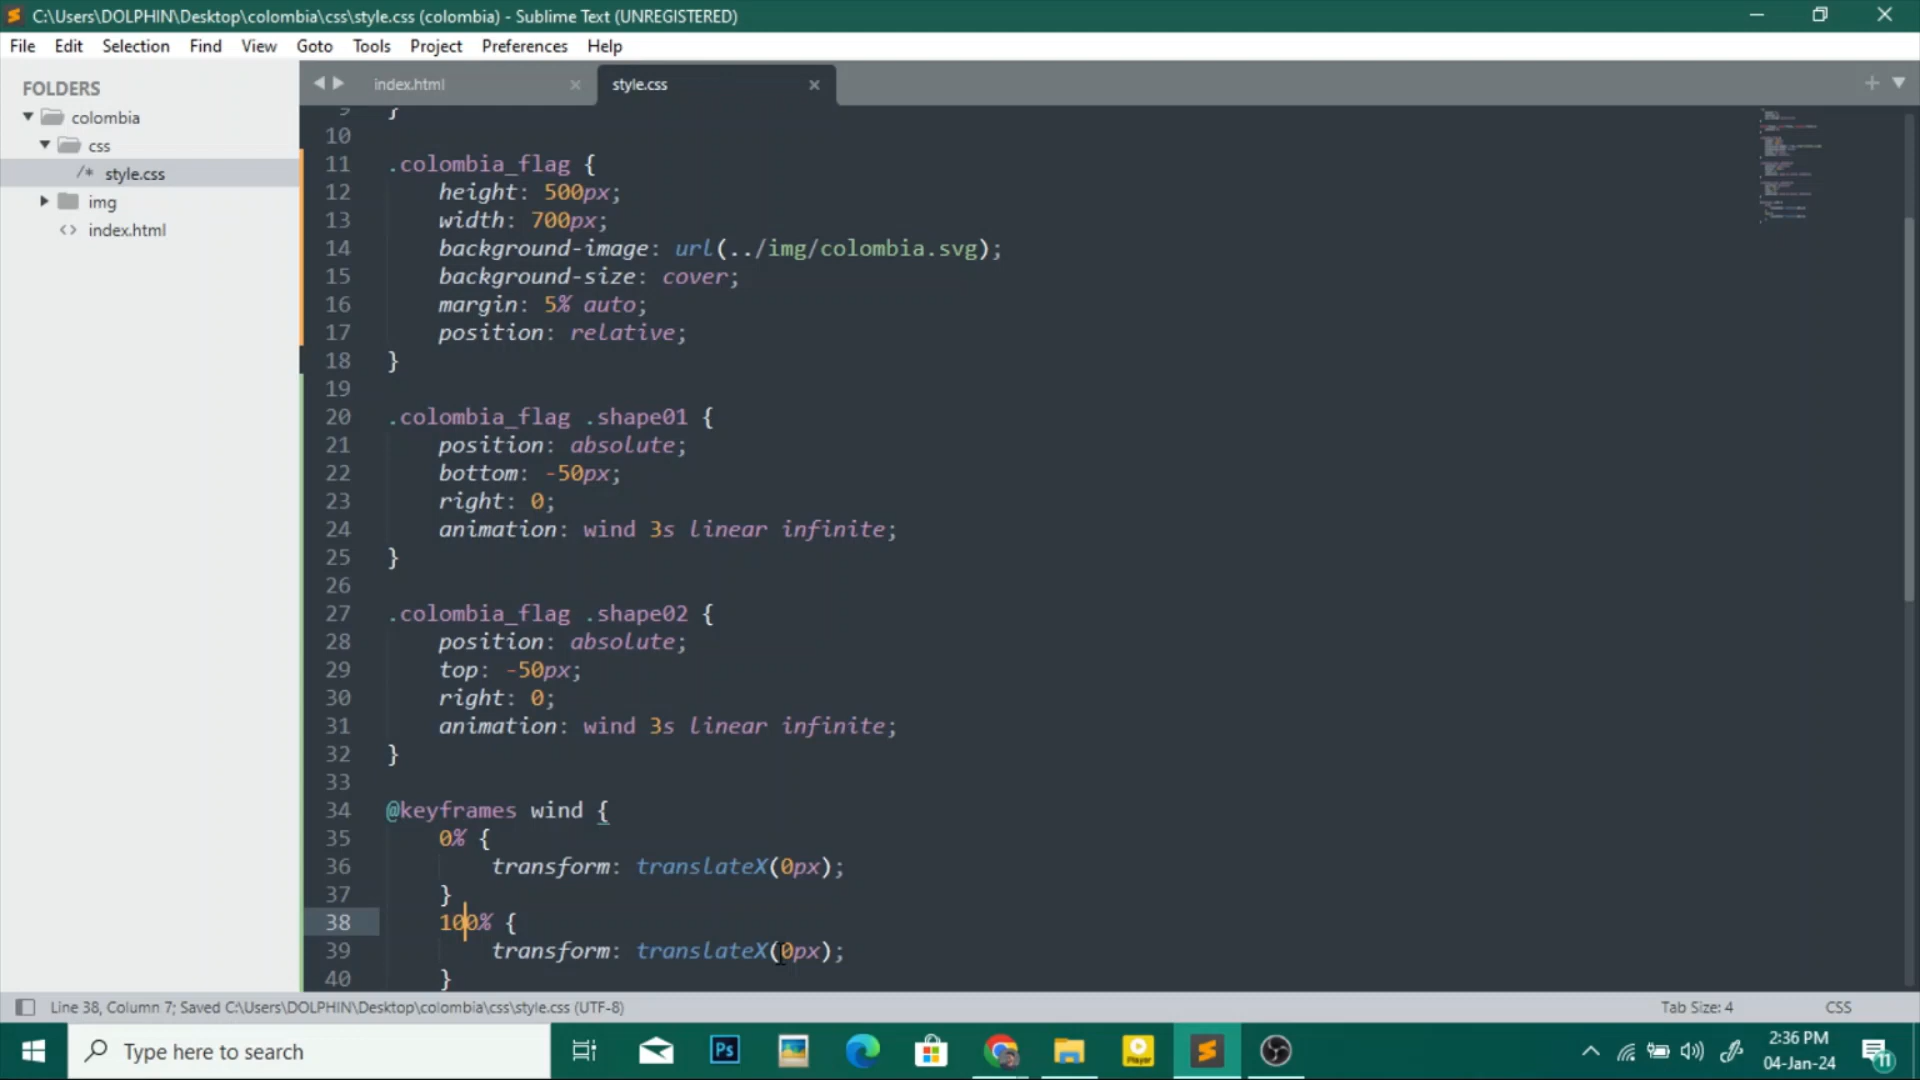 C:\Users\DOLPHIN\Desktop\colombia\css\style.css (colombia) - Sublime Text (UNREGISTERED)
File Edit Selection Find View Goto Tools Project Preferences Help
FOLDERS
colombia
css
/* style.css
img
<> index.html
index.html
style.css
9 }
10
11 .colombia_flag {
12 height: 500px;
13 width: 700px;
14 background-image: url(../img/colombia.svg);
15 background-size: cover;
16 margin: 5% auto;
17 position: relative;
18 }
19
20 .colombia_flag .shape01 {
21 position: absolute;
22 bottom: -50px;
23 right: 0;
24 animation: wind 3s linear infinite;
25 }
26
27 .colombia_flag .shape02 {
28 position: absolute;
29 top: -50px;
30 right: 0;
31 animation: wind 3s linear infinite;
32 }
33
34 @keyframes wind {
35 0% {
36 transform: translateX(0px);
37 }
38 100% {
39 transform: translateX(0px);
40 }
Line 38, Column 7; Saved C:\Users\DOLPHIN\Desktop\colombia\css\style.css (UTF-8)
Tab Size: 4
CSS
Type here to search
Ps
Player
2:36 PM
04-Jan-24
11